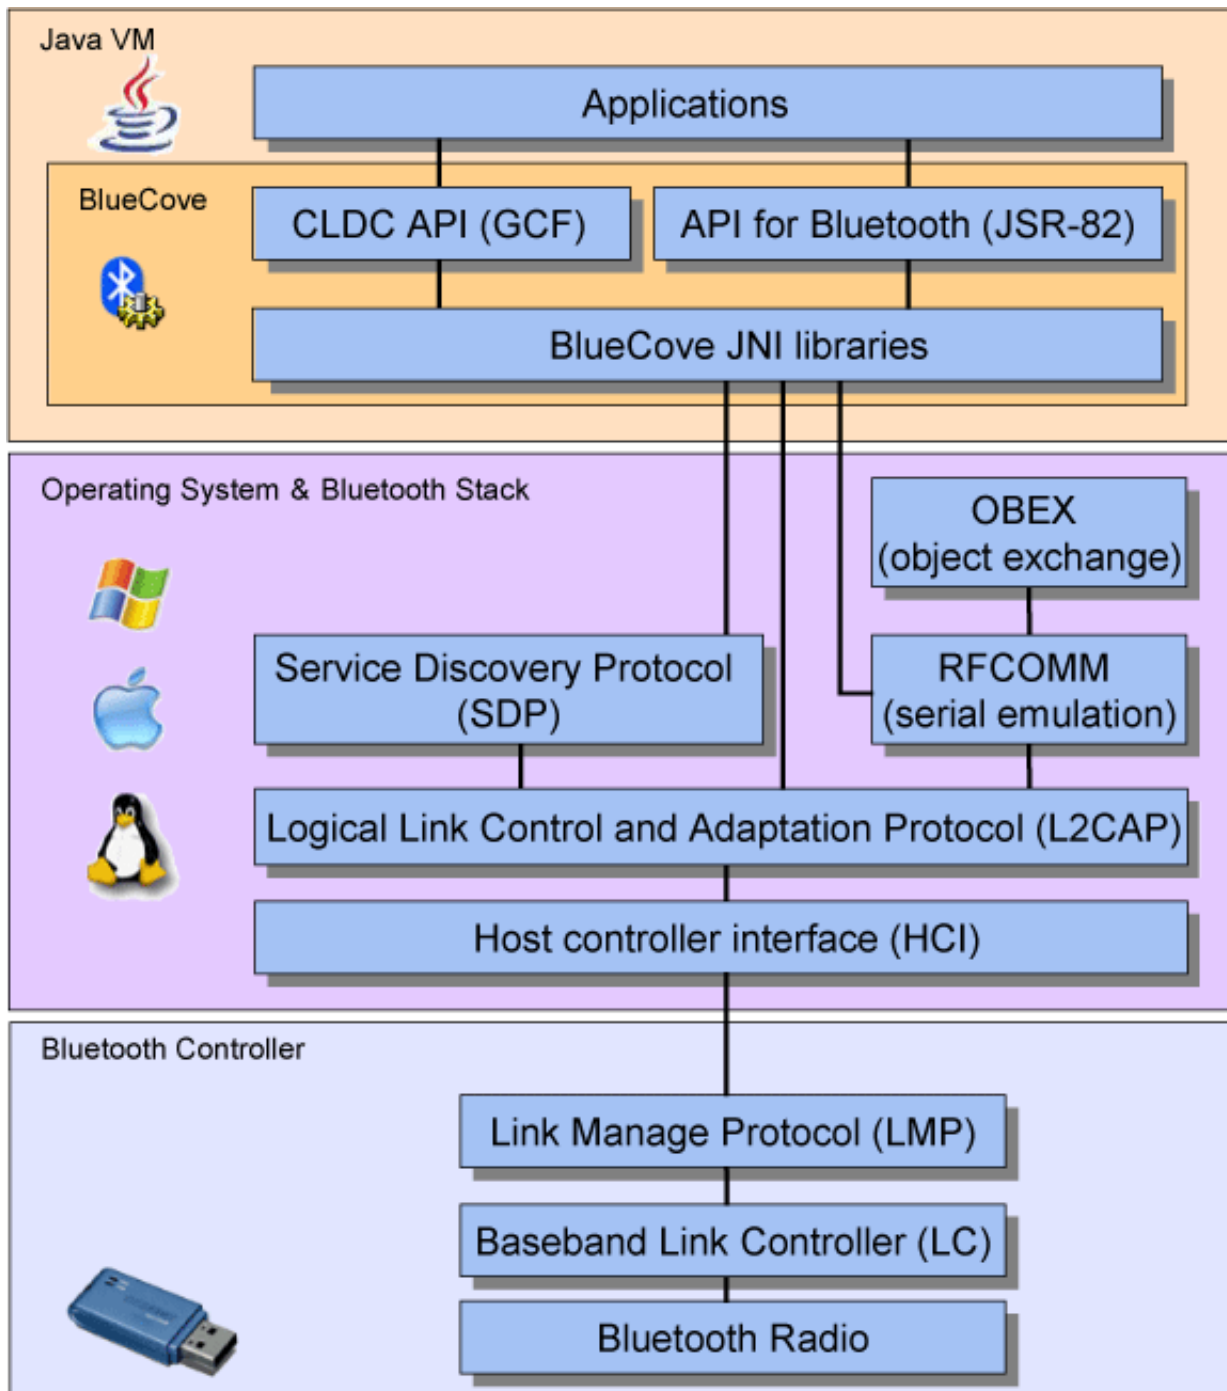 Java VM
Applications
BlueCove
CLDC API (GCF)
API for Bluetooth (JSR-82)
BlueCove JNI libraries
Operating System & Bluetooth Stack
OBEX
(object exchange)
Service Discovery Protocol
(SDP)
RFCOMM
(serial emulation)
Logical Link Control and Adaptation Protocol (L2CAP)
Host controller interface (HCI)
Bluetooth Controller
Link Manage Protocol (LMP)
Baseband Link Controller (LC)
Bluetooth Radio